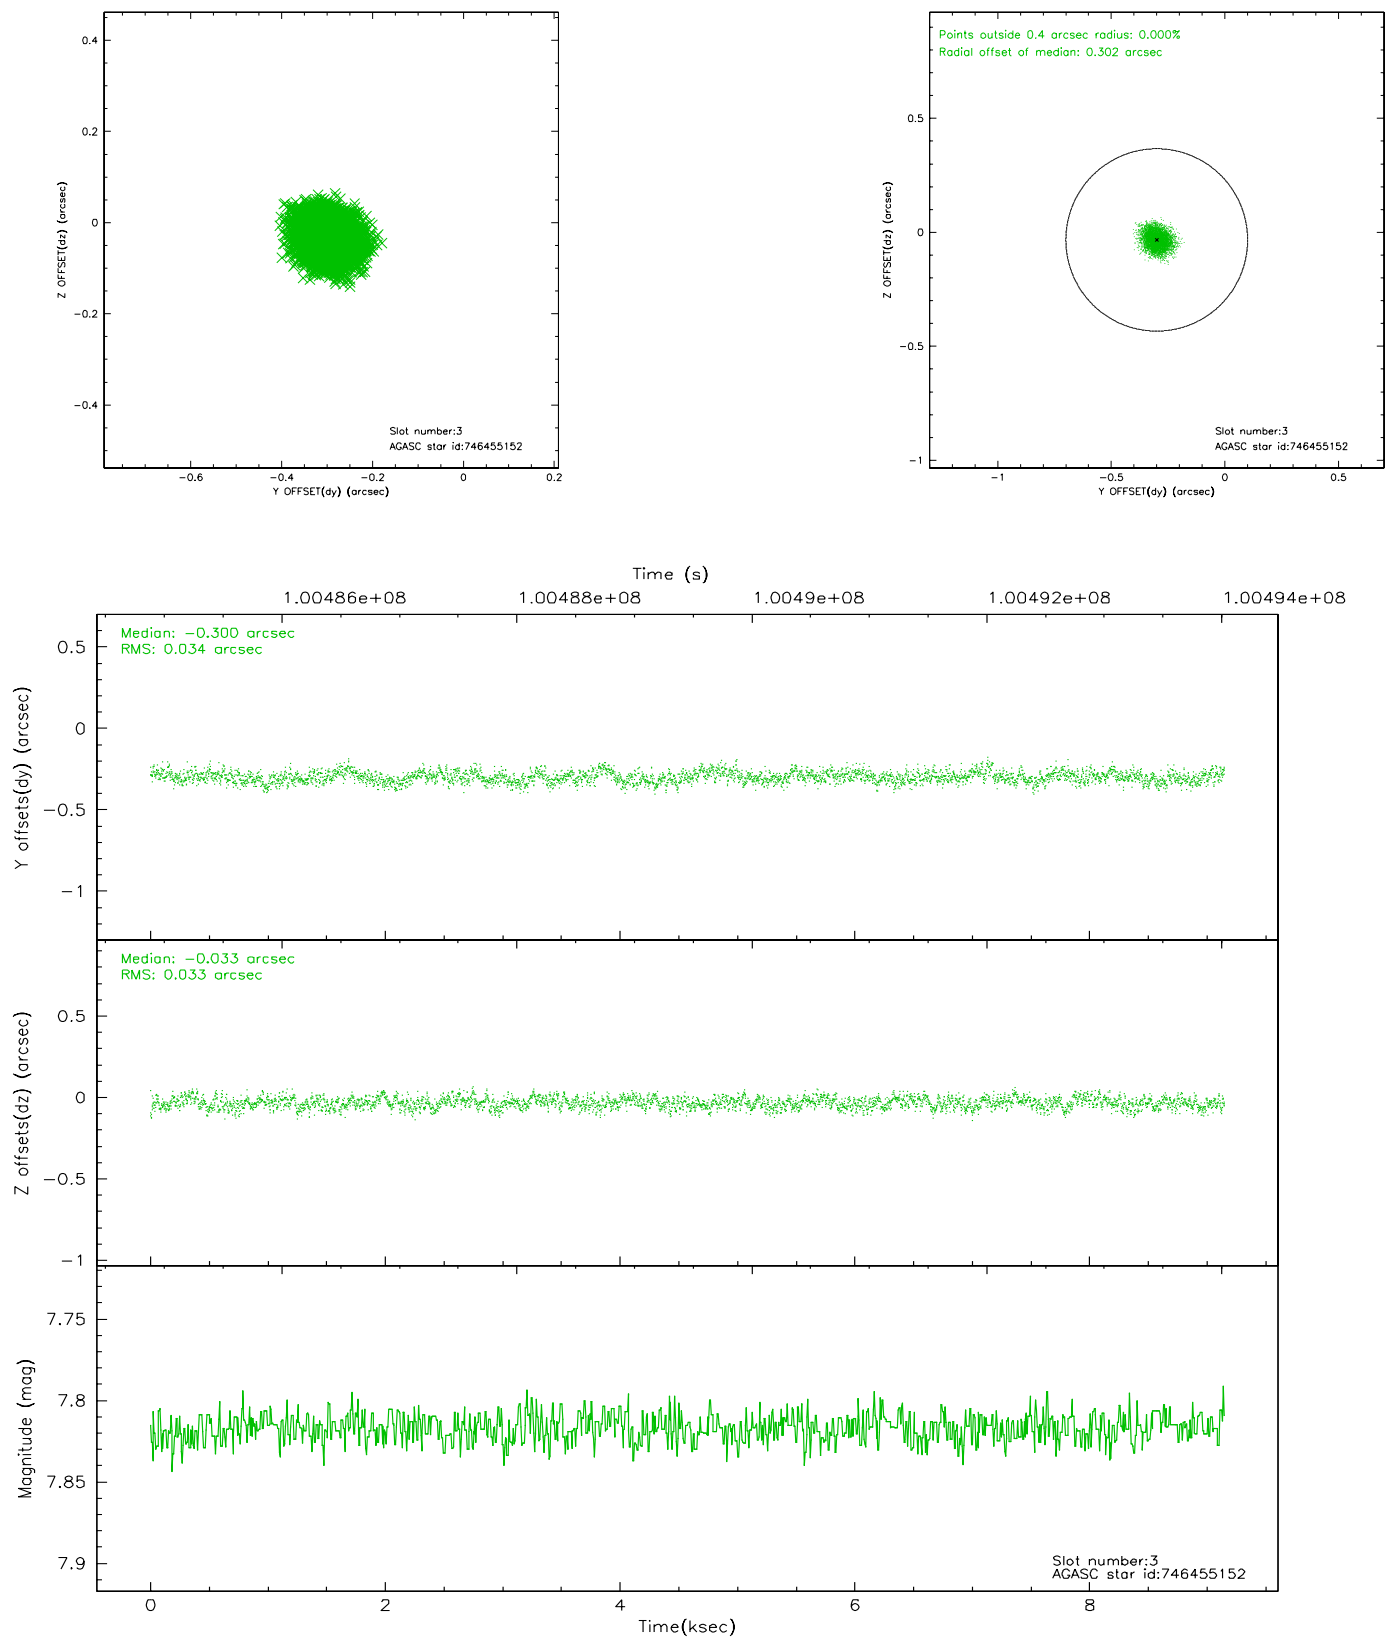 0.4
0.2
0
−0.2
−0.4
Z OFFSET(dz) (arcsec)
Slot number:3
AGASC star id:746455152
−0.6 −0.4 −0.2 0 0.2
Y OFFSET(dy) (arcsec)
Points outside 0.4 arcsec radius: 0.000%
Radial offset of median: 0.302 arcsec
0.5
0
−0.5
−1
Z OFFSET(dz) (arcsec)
Slot number:3
AGASC star id:746455152
−1 −0.5 0 0.5
Y OFFSET(dy) (arcsec)
Time (s)
1.00486e+08 1.00488e+08 1.0049e+08 1.00492e+08 1.00494e+08
Median: −0.300 arcsec
RMS: 0.034 arcsec
0.5
0
−0.5
−1
Y offsets(dy) (arcsec)
Median: −0.033 arcsec
RMS: 0.033 arcsec
0.5
0
−0.5
−1
Z offsets(dz) (arcsec)
7.75
7.8
7.85
7.9
Magnitude (mag)
Slot number:3
AGASC star id:746455152
0 2 4 6 8
Time(ksec)